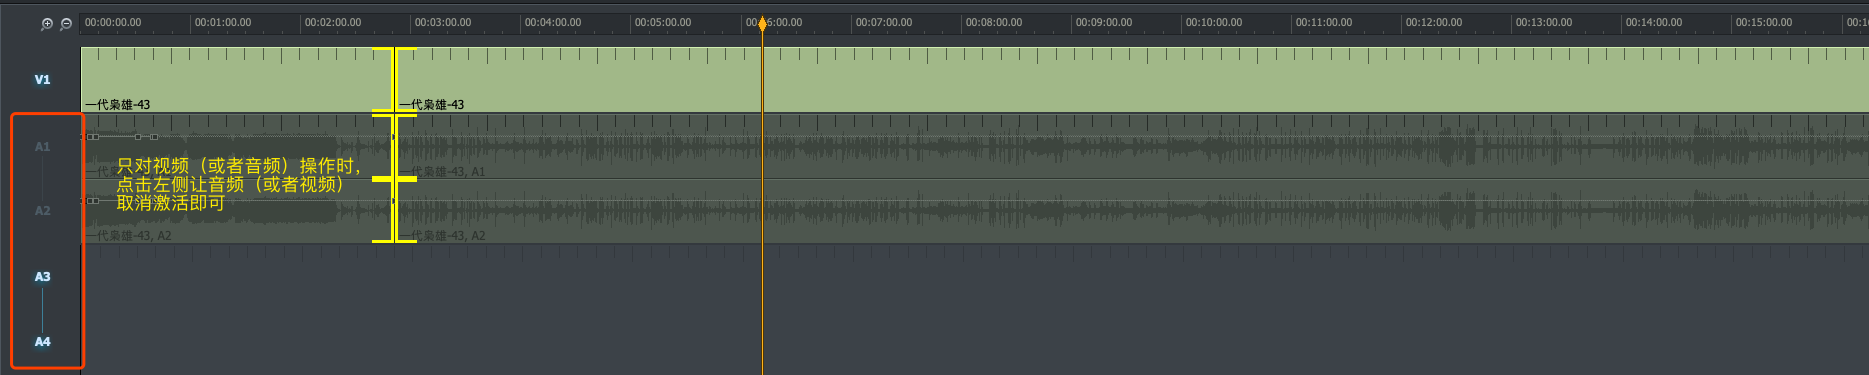 00:00:00.00 00:01:00.00 00:02:00.00 00:03:00.00 00:04:00.00 00:05:00.00 00:07:00.00 00:08:00.00 00:09:00.00 00:10:00.00 00:11:00.00 00:12:00.00 00:13:00.00 00:14:00.00 00:15:00.00
V1
一代枭雄-43 一代枭雄-43
A1
只对视频（或者音频）操作时，
一代枭雄-43, A1
点击左侧让音频（或者视频）
取消激活即可
A2
一代枭雄-43, A2 一代枭雄-43, A2
A3
A4